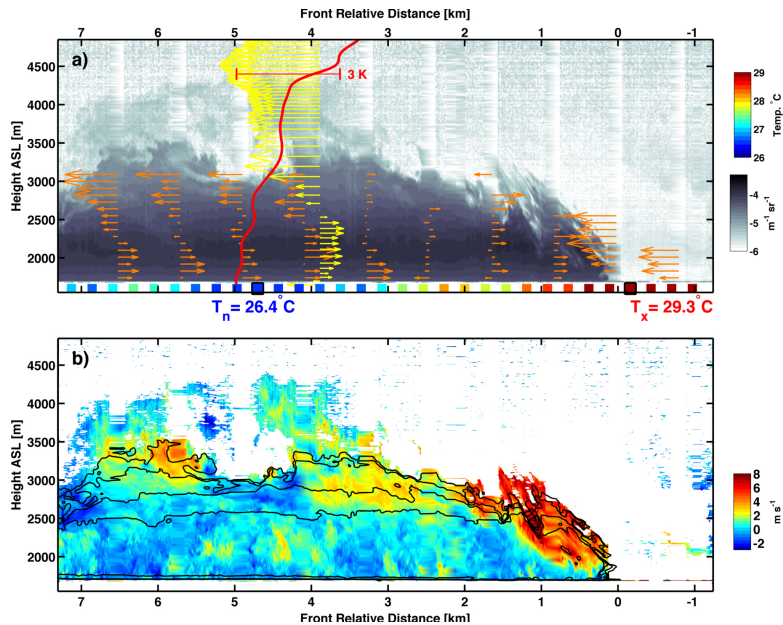 Front Relative Distance [km]
7 6 5 4 3 2 1 0 -1
a)
4500
4000
3500
3000
2500
2000
Height ASL [m]
3 K
29
28
27
26
Temp. °C
-4
-5
-6
m⁻¹ sr⁻¹
Tn = 26.4°C
Tx = 29.3°C
b)
4500
4000
3500
3000
2500
2000
Height ASL [m]
8
6
4
2
0
-2
m s⁻¹
7 6 5 4 3 2 1 0 -1
Front Relative Distance [km]